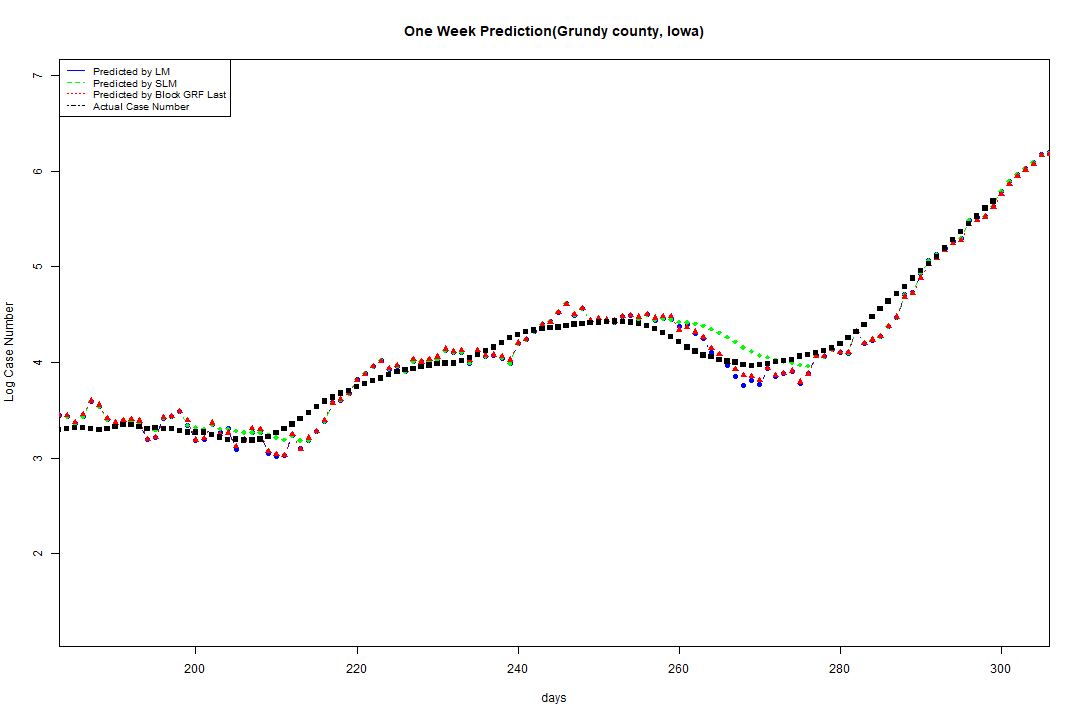 One Week Prediction(Grundy county, Iowa)
Predicted by LM
Predicted by SLM
Predicted by Block GRF Last
Actual Case Number
7
6
5
4
3
2
Log Case Number
200 220 240 260 280 300
days